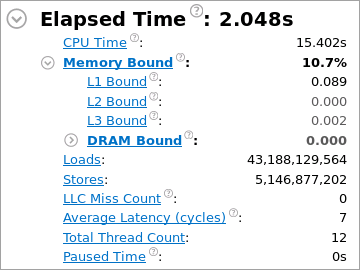 Elapsed Time ?: 2.048s
CPU Time ?: 15.402s
Memory Bound ?: 10.7%
L1 Bound ?: 0.089
L2 Bound ?: 0.000
L3 Bound ?: 0.002
DRAM Bound ?: 0.000
Loads: 43,188,129,564
Stores: 5,146,877,202
LLC Miss Count ?: 0
Average Latency (cycles) ?: 7
Total Thread Count: 12
Paused Time ?: 0s